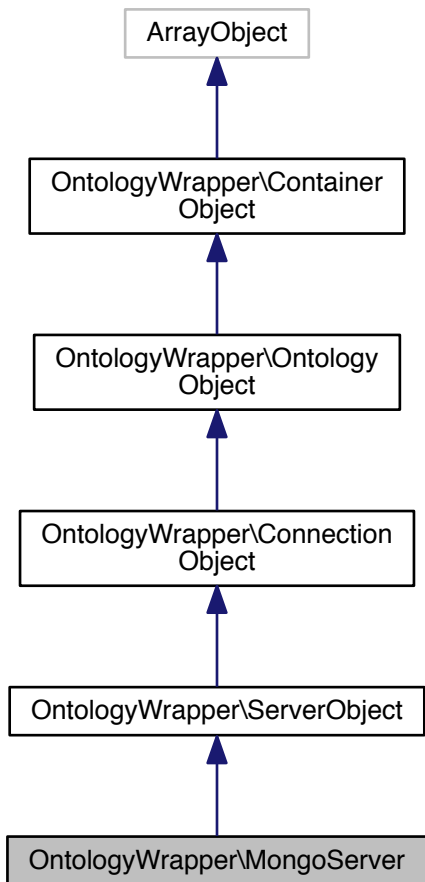 ArrayObject
OntologyWrapper\Container
Object
OntologyWrapper\Ontology
Object
OntologyWrapper\Connection
Object
OntologyWrapper\ServerObject
OntologyWrapper\MongoServer